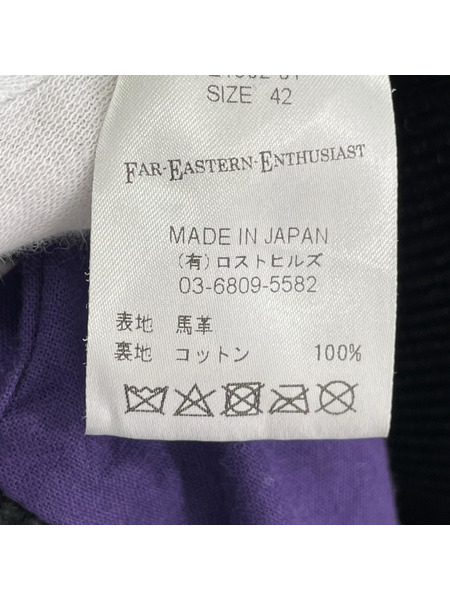 SIZE 42
FAR-EASTERN-ENTHUSIAST
MADE IN JAPAN
(有)ロストヒルズ
03-6809-5582
表地 馬革
裏地 コットン 100%